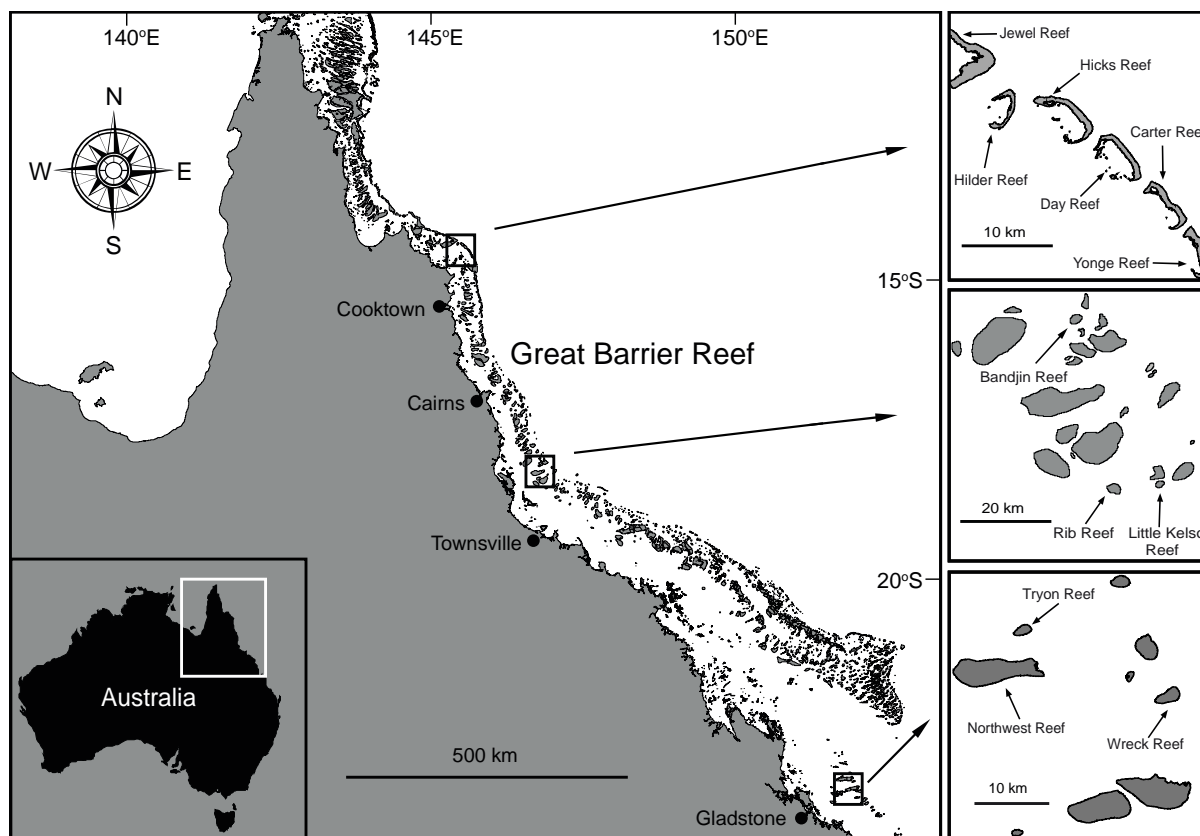 140°E
145°E
150°E
N
W
E
S
15°S
20°S
Cooktown
Great Barrier Reef
Cairns
Townsville
500 km
Gladstone
Australia
Jewel Reef
Hicks Reef
Carter Reef
Hilder Reef
Day Reef
10 km
Yonge Reef
Bandjin Reef
20 km
Rib Reef
Little Kelso
Reef
Tryon Reef
Northwest Reef
Wreck Reef
10 km